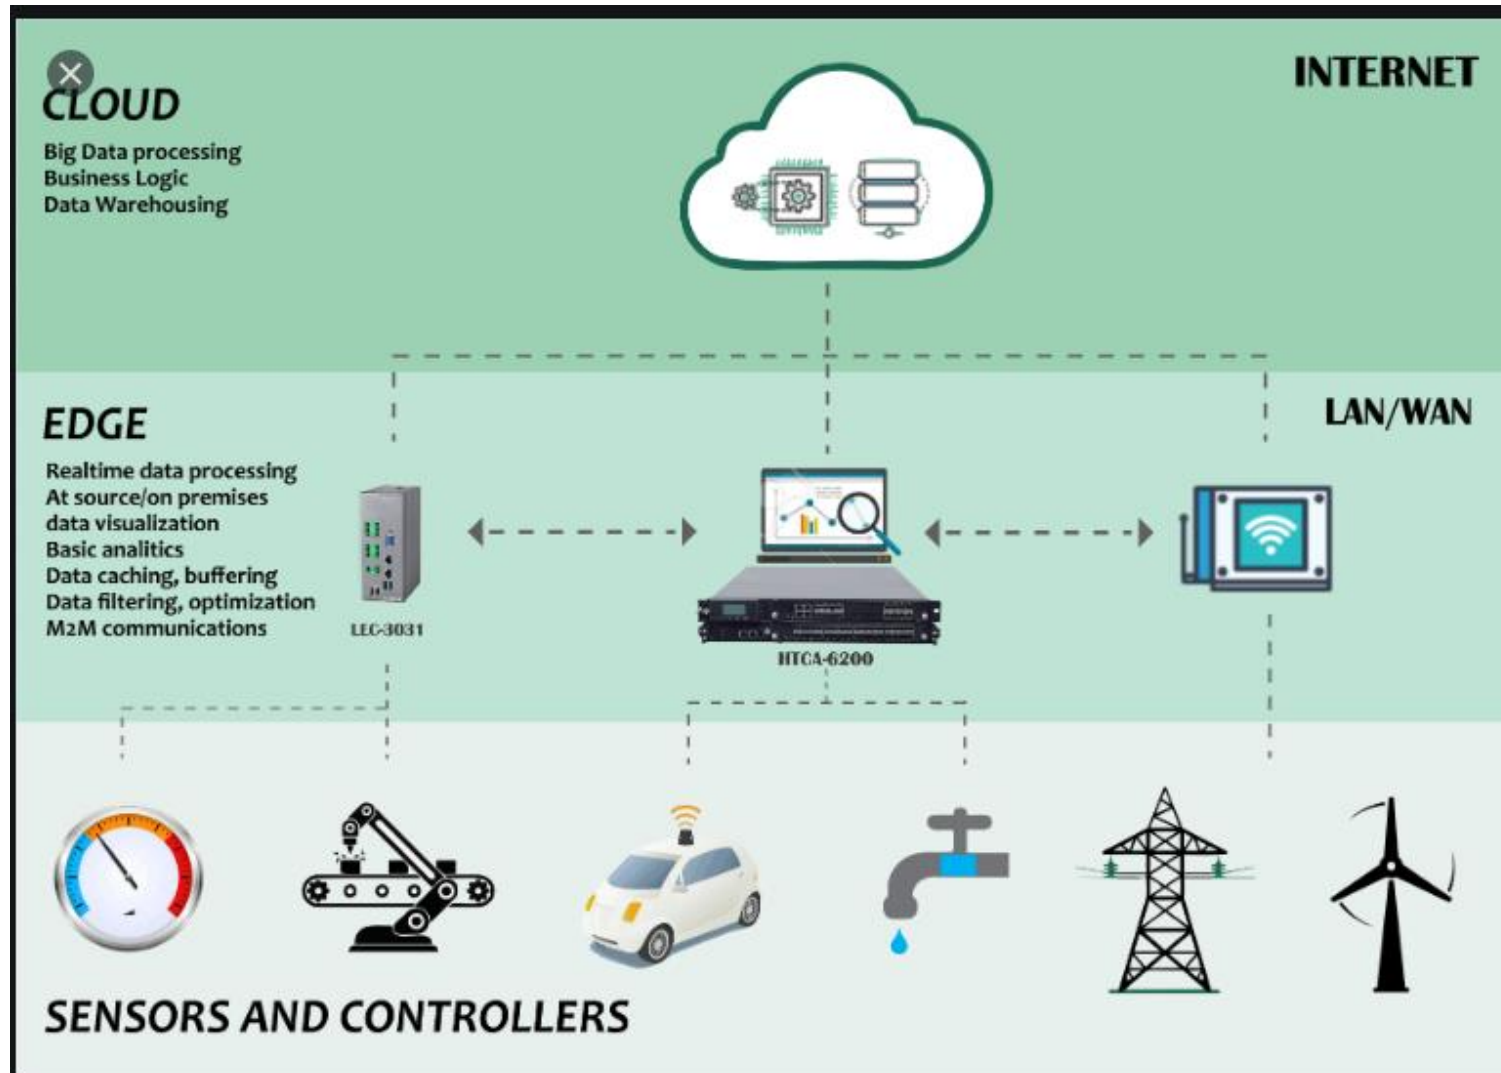 CLOUD
Big Data processing
Business Logic
Data Warehousing
INTERNET
EDGE
Realtime data processing
At source/on premises
data visualization
Basic analitics
Data caching, buffering
Data filtering, optimization
M2M communications
LAN/WAN
LEC-3031
HTCA-6200
SENSORS AND CONTROLLERS